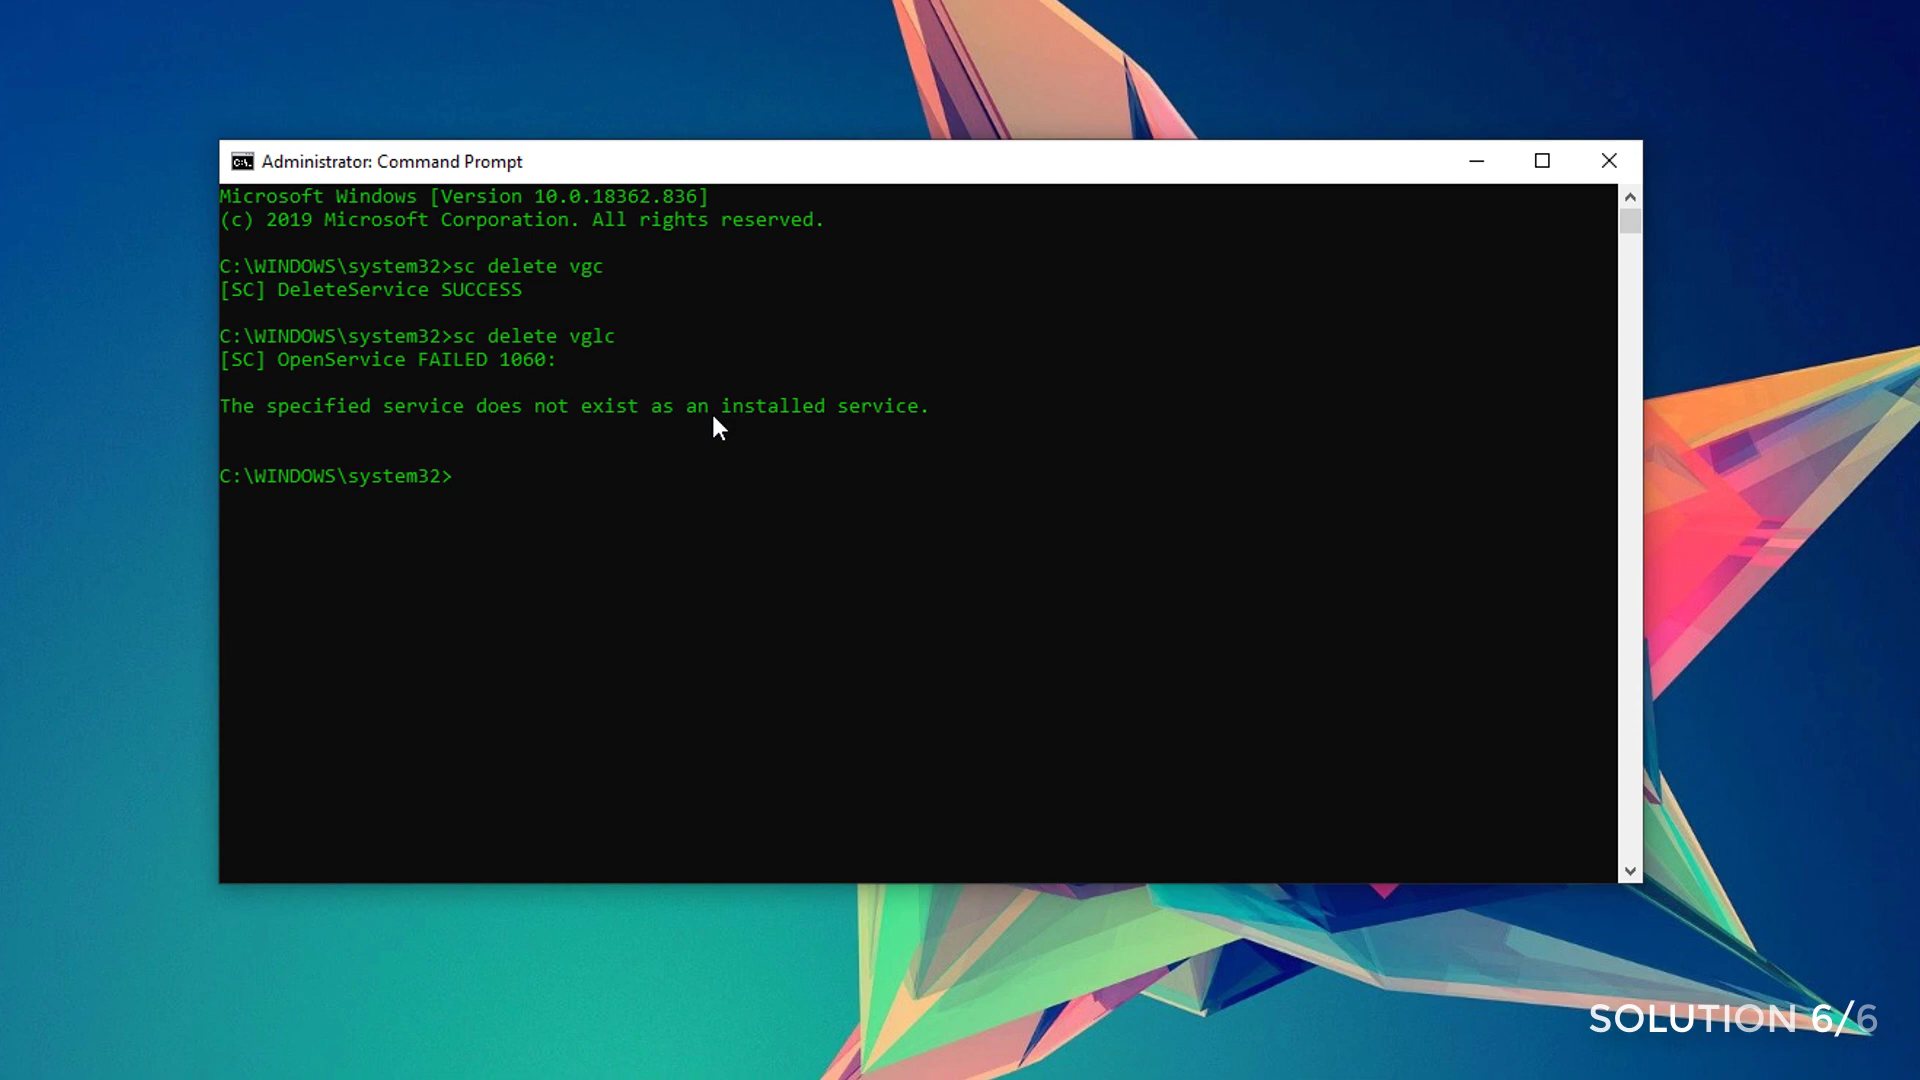 Administrator: Command Prompt
Microsoft Windows [Version 10.0.18362.836]
(c) 2019 Microsoft Corporation. All rights reserved.
C:\WINDOWS\system32>sc delete vgc
[SC] DeleteService SUCCESS
C:\WINDOWS\system32>sc delete vglc
[SC] OpenService FAILED 1060:
The specified service does not exist as an installed service.
C:\WINDOWS\system32>
SOLUTION 6/6